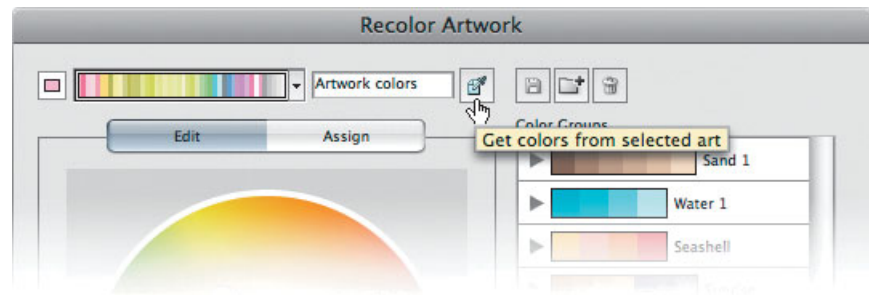 Recolor Artwork
Artwork colors
Edit Assign
Color Groups
Get colors from selected art
Sand 1
Water 1
Seashell